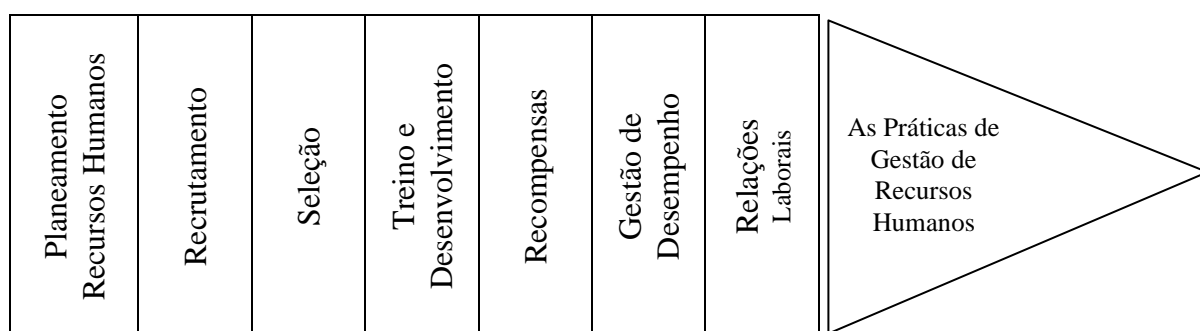 Planeamento
Recursos Humanos
Recrutamento
Seleção
Treino e
Desenvolvimento
Recompensas
Gestão de
Desempenho
Relações
Laborais
As Práticas de
Gestão de
Recursos
Humanos